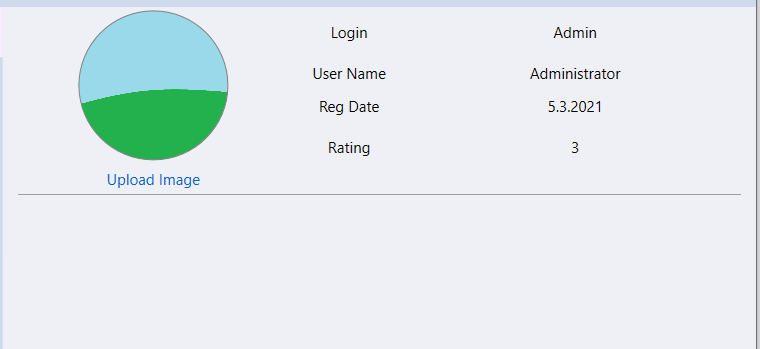 Login Admin
User Name Administrator
Reg Date 5.3.2021
Rating 3
Upload Image